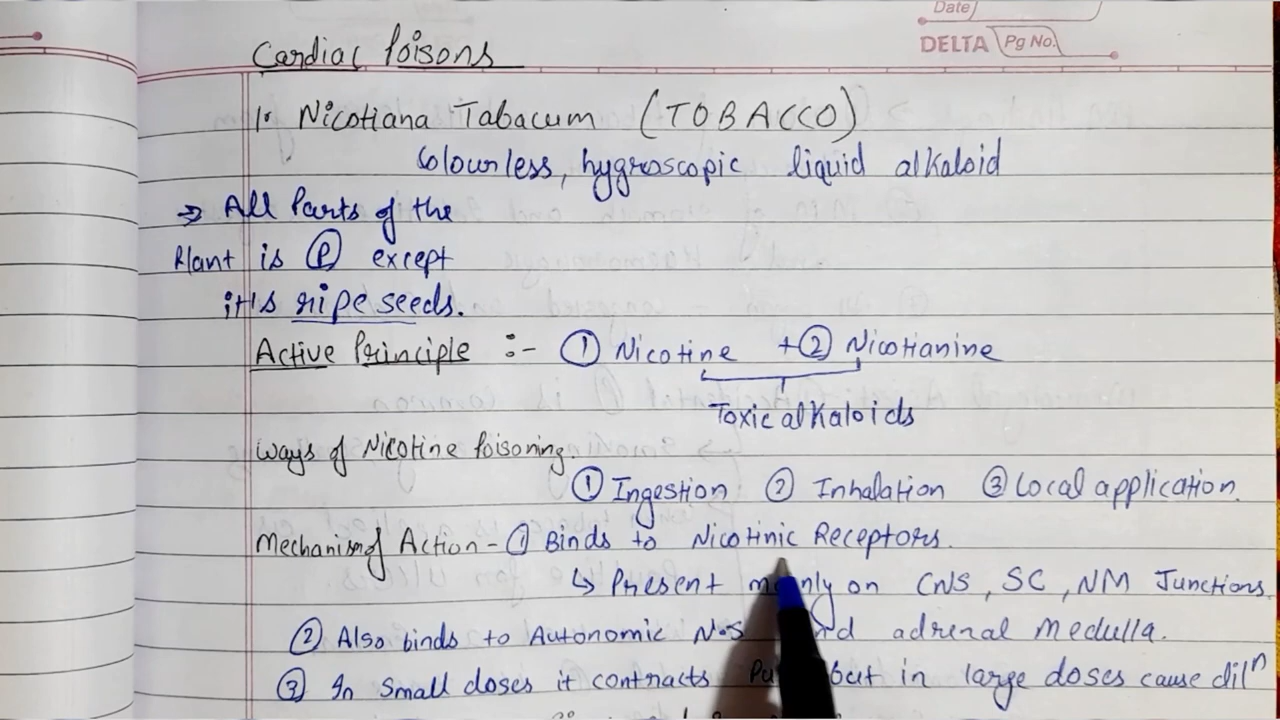 Date
DELTA Pg No.
Cardiac Poisons
1. Nicotiana Tabacum (TOBACCO)
Colourless, hygroscopic liquid alkaloid
→ All Parts of the
Plant is Ⓟ except
it's ripe seeds.
Active Principle :- ① Nicotine + ② Nicotianine
Toxic alkaloids
Ways of Nicotine Poisoning
① Ingestion ② Inhalation ③ Local application.
Mechanism of Action - ① Binds to Nicotinic Receptors.
↳ Present mainly on CNS, SC, NM Junctions
② Also binds to Autonomic N.S and adrenal Medulla.
③ In Small doses it contracts but in large doses cause dilⁿ